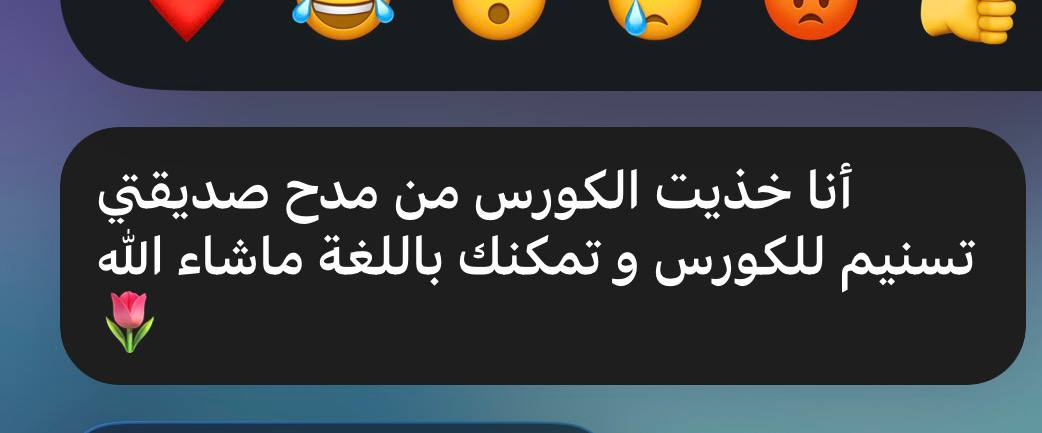 أنا خذيت الكورس من مدح صديقتي
تسنيم للكورس و تمكنك باللغة ماشاء الله
🌷